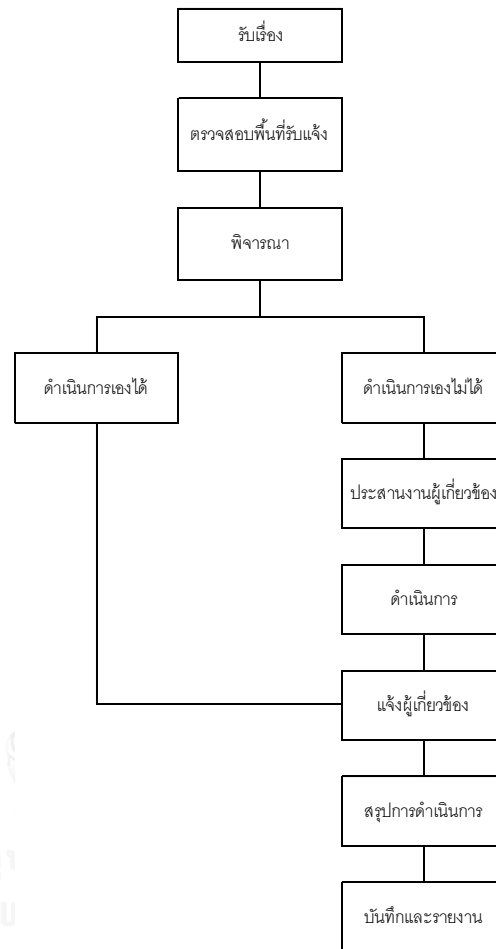 รับเรื่อง
ตรวจสอบพื้นที่รับแจ้ง
พิจารณา
ดำเนินการเองได้
ดำเนินการเองไม่ได้
ประสานงานผู้เกี่ยวข้อง
ดำเนินการ
แจ้งผู้เกี่ยวข้อง
สรุปการดำเนินการ
บันทึกและรายงาน